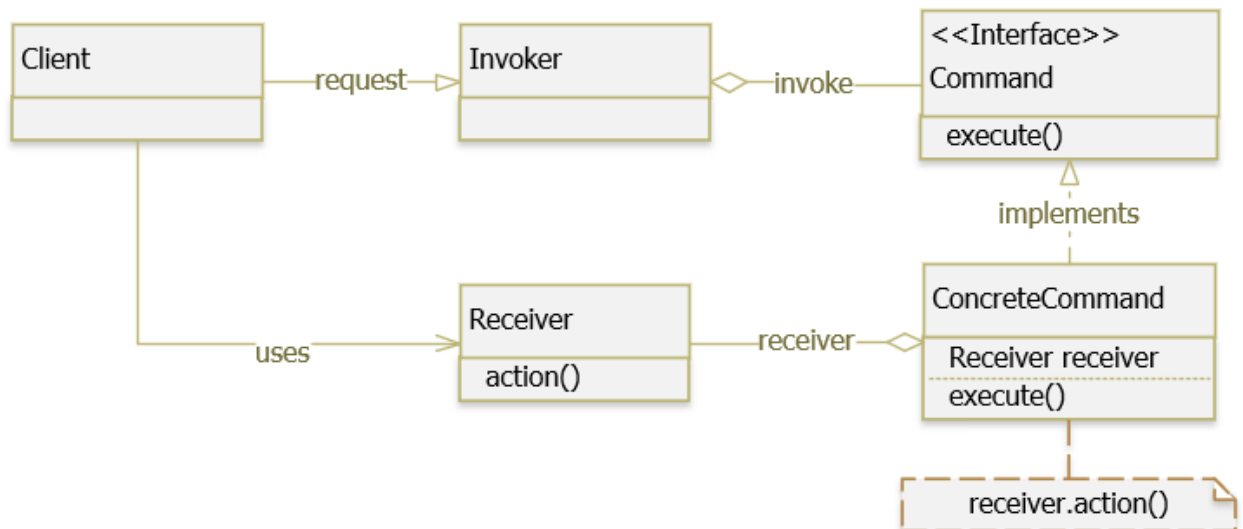 Client
request
Invoker
invoke
<<Interface>>
Command
execute()
implements
uses
Receiver
action()
receiver
ConcreteCommand
Receiver receiver
execute()
receiver.action()